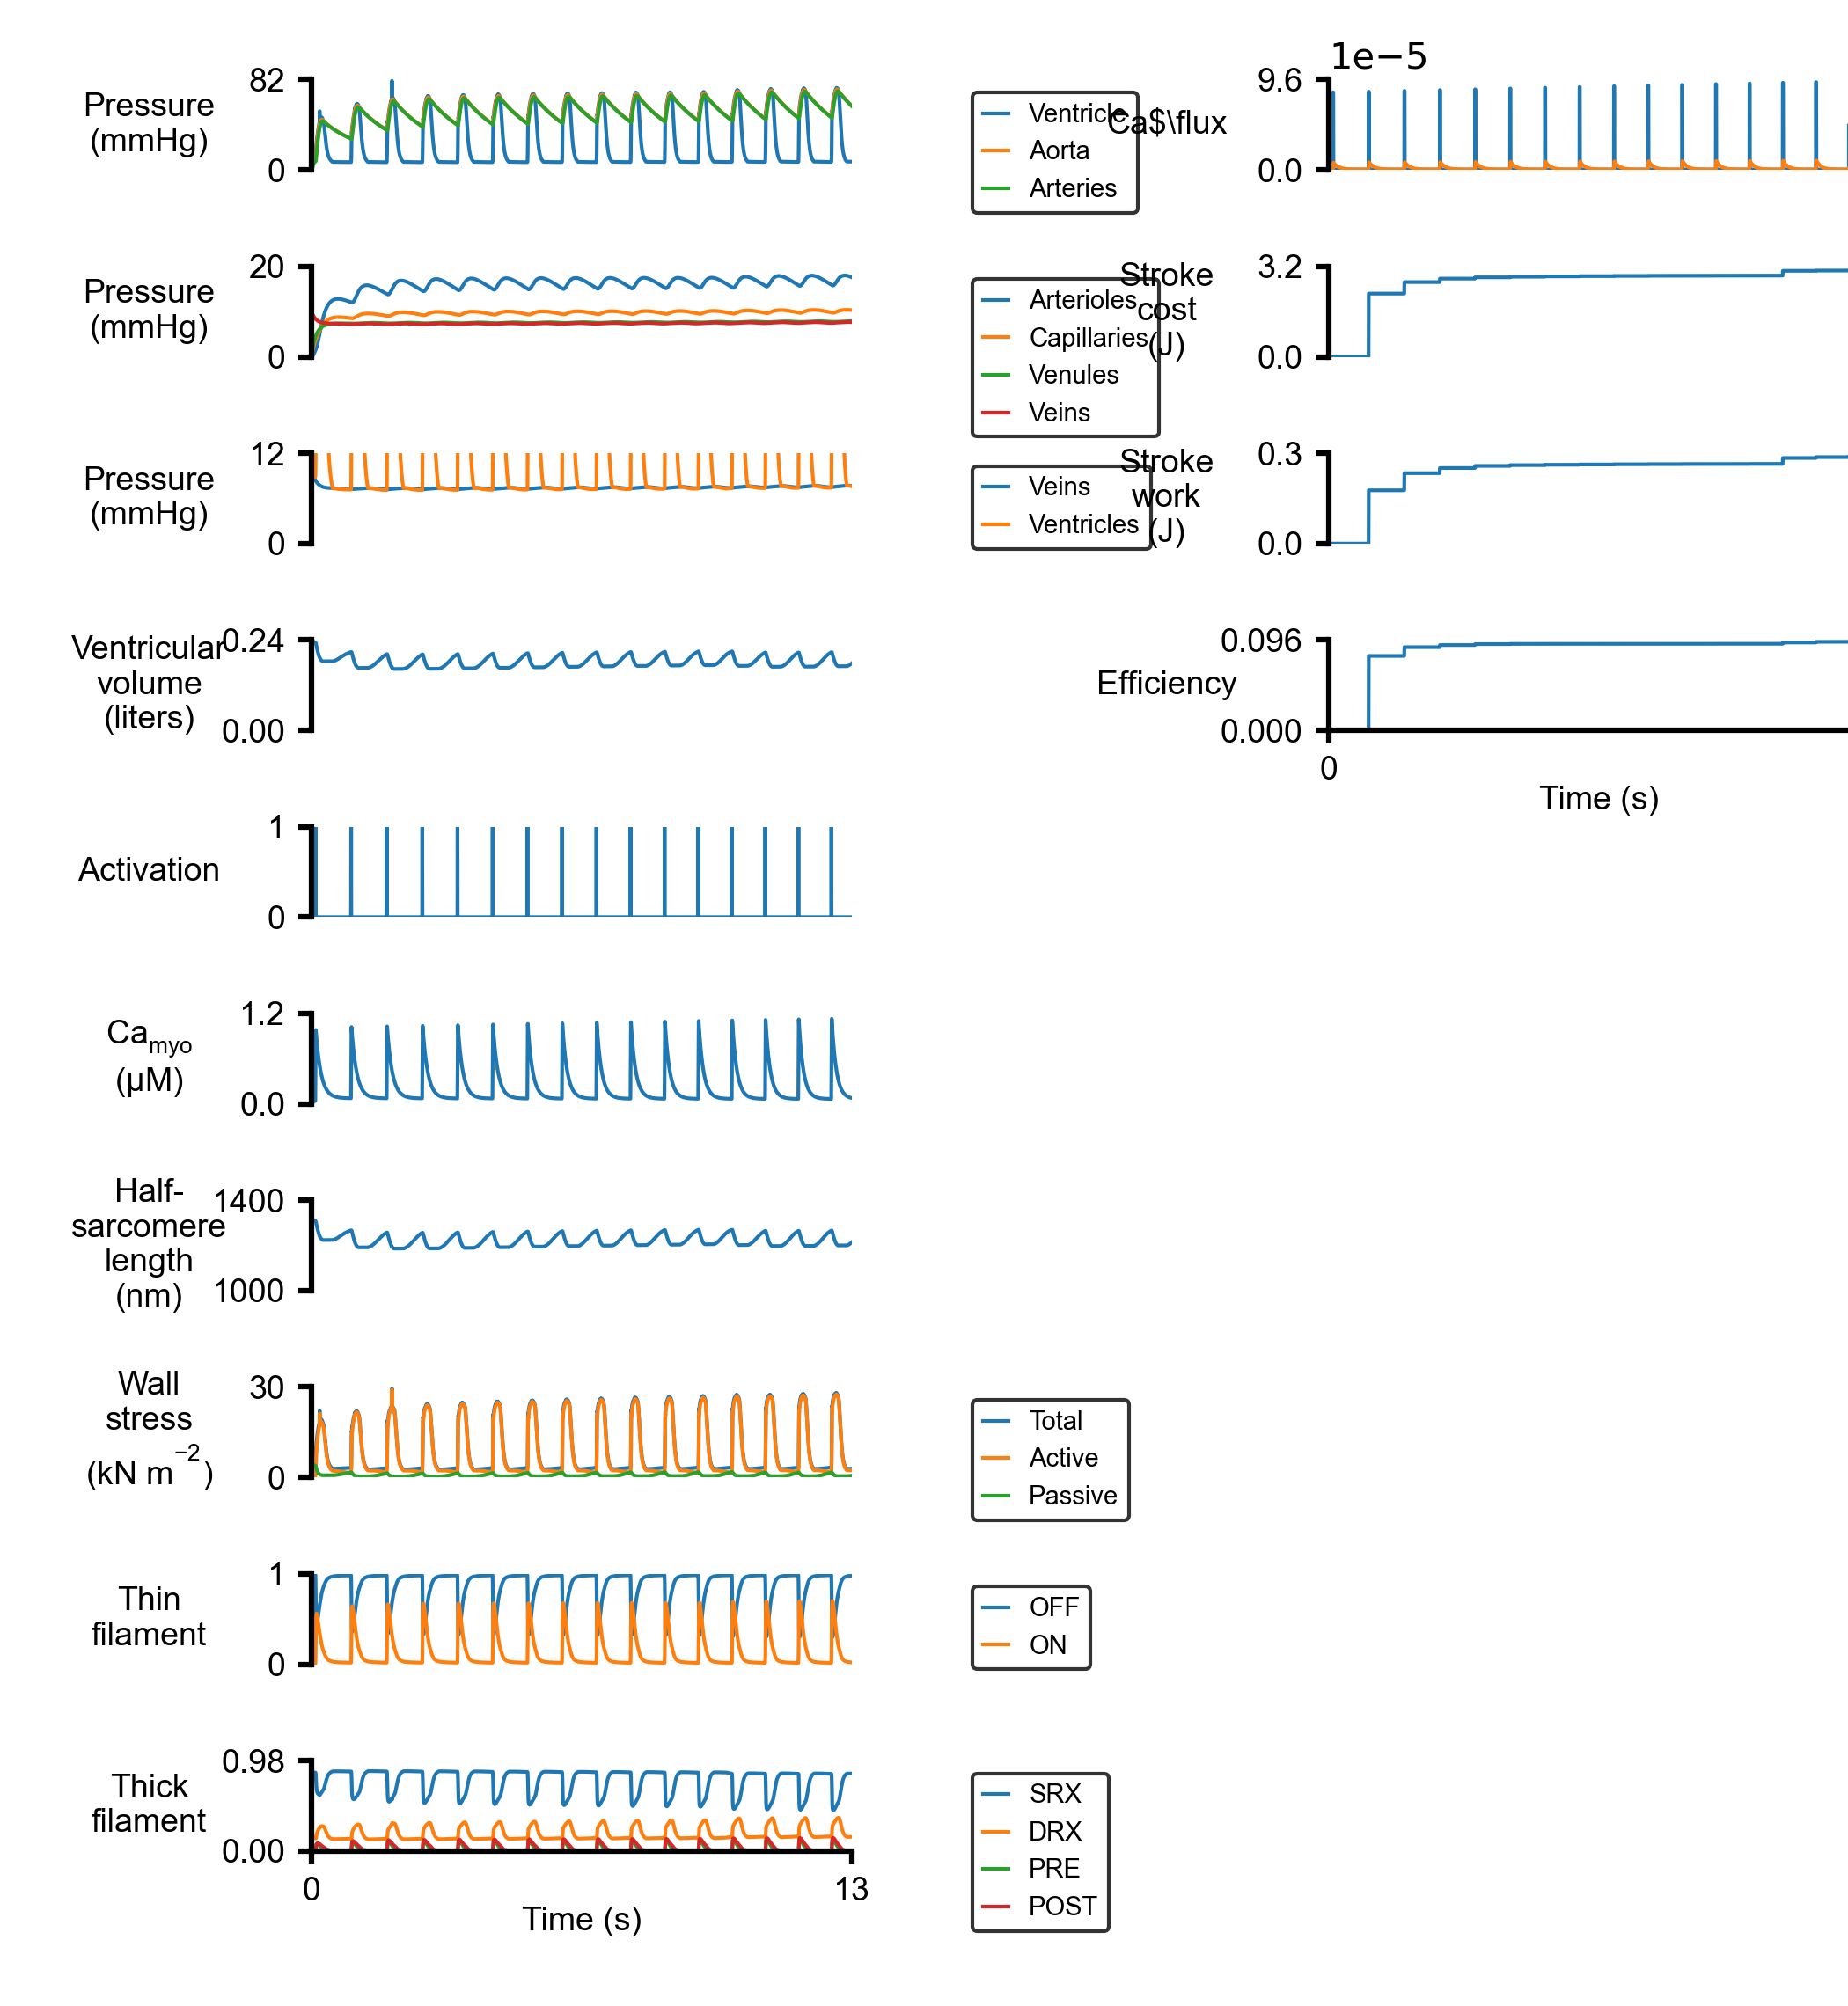 82
Pressure
(mmHg)
0
Ventricle
Aorta
Arteries
20
Pressure
(mmHg)
0
Arterioles
Capillaries
Venules
Veins
12
Pressure
(mmHg)
0
Veins
Ventricles
0.24
Ventricular
volume
(liters)
0.00
1
Activation
0
1.2
Ca myo
(µM)
0.0
1400
Half-
sarcomere
length
(nm)
1000
30
Wall
stress
(kN m−2)
0
Total
Active
Passive
1
Thin
filament
0
OFF
ON
0.98
Thick
filament
0.00
SRX
DRX
PRE
POST
0
13
Time (s)
1e−5
9.6
Ca$\flux
0.0
3.2
Stroke
cost
(J)
0.0
0.3
Stroke
work
(J)
0.0
0.096
Efficiency
0.000
0
Time (s)